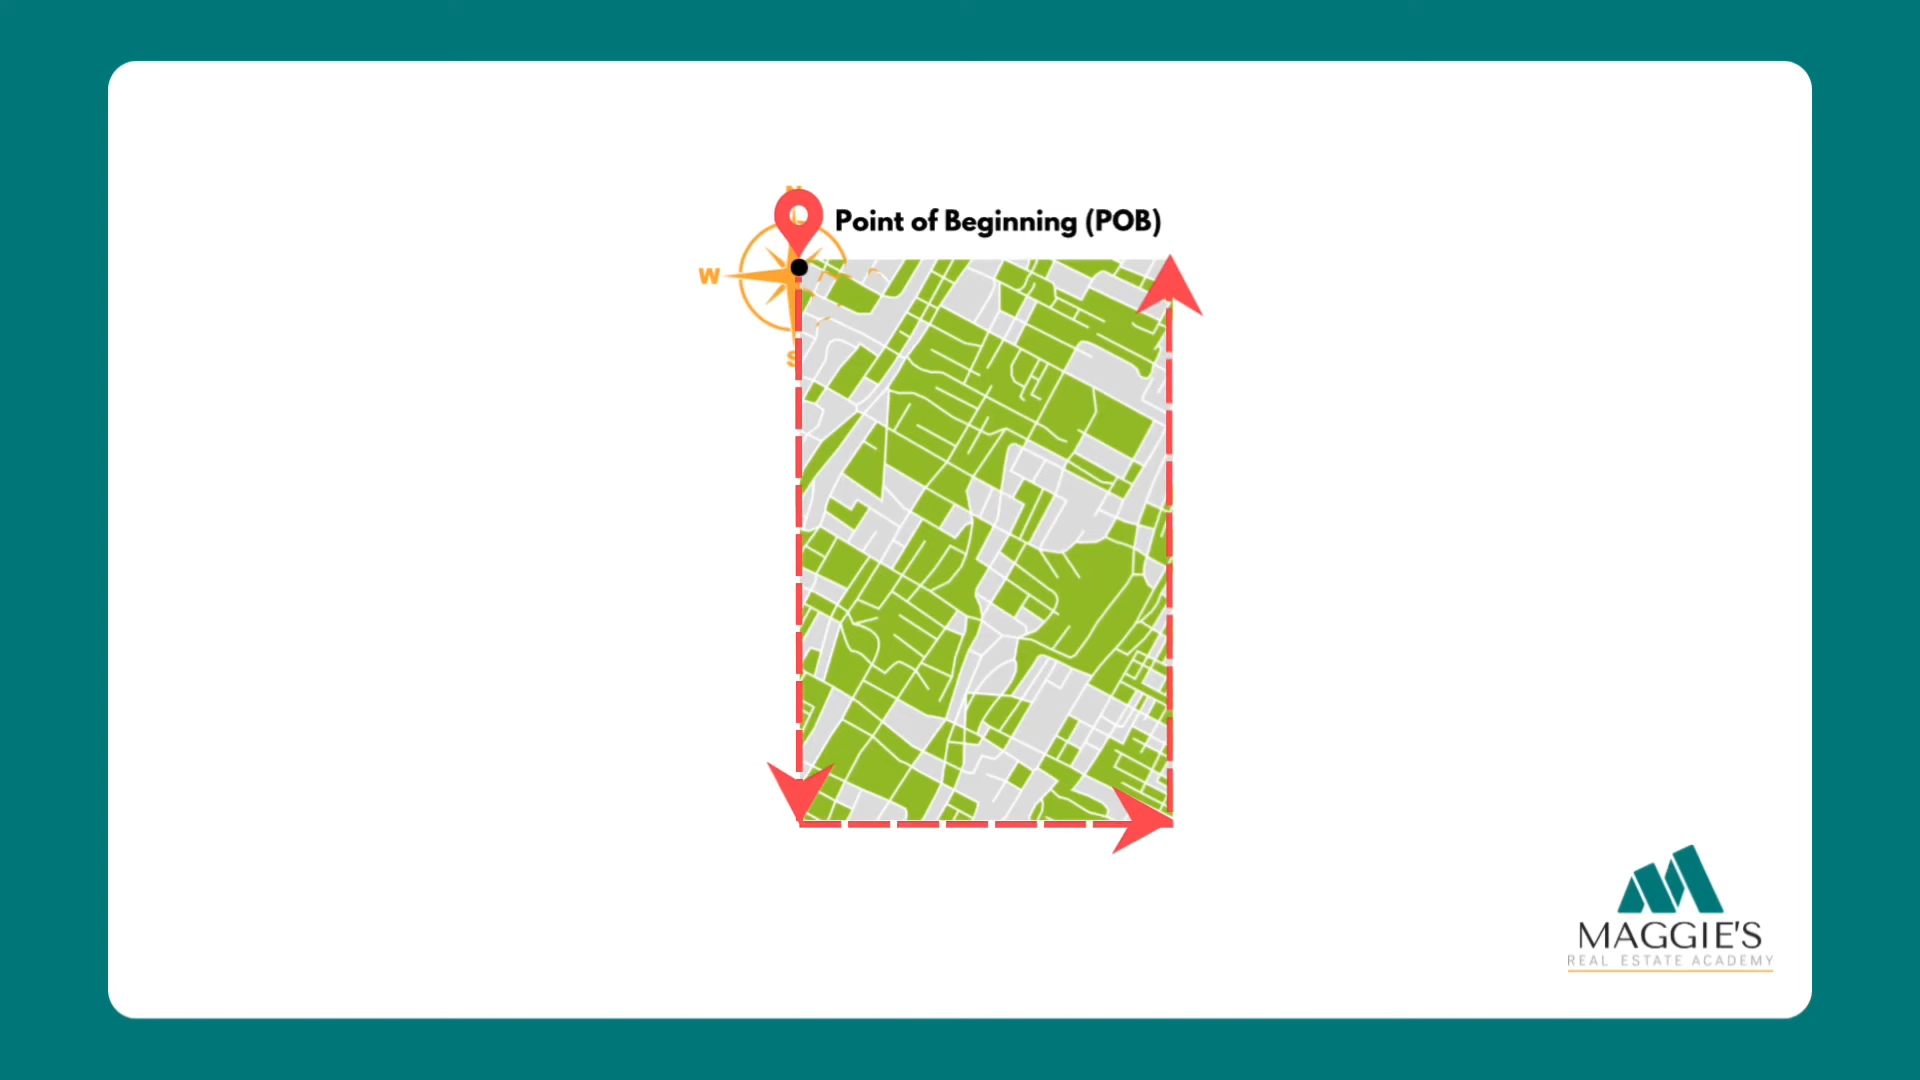 N
Point of Beginning (POB)
W
S
MAGGIE'S
REAL ESTATE ACADEMY